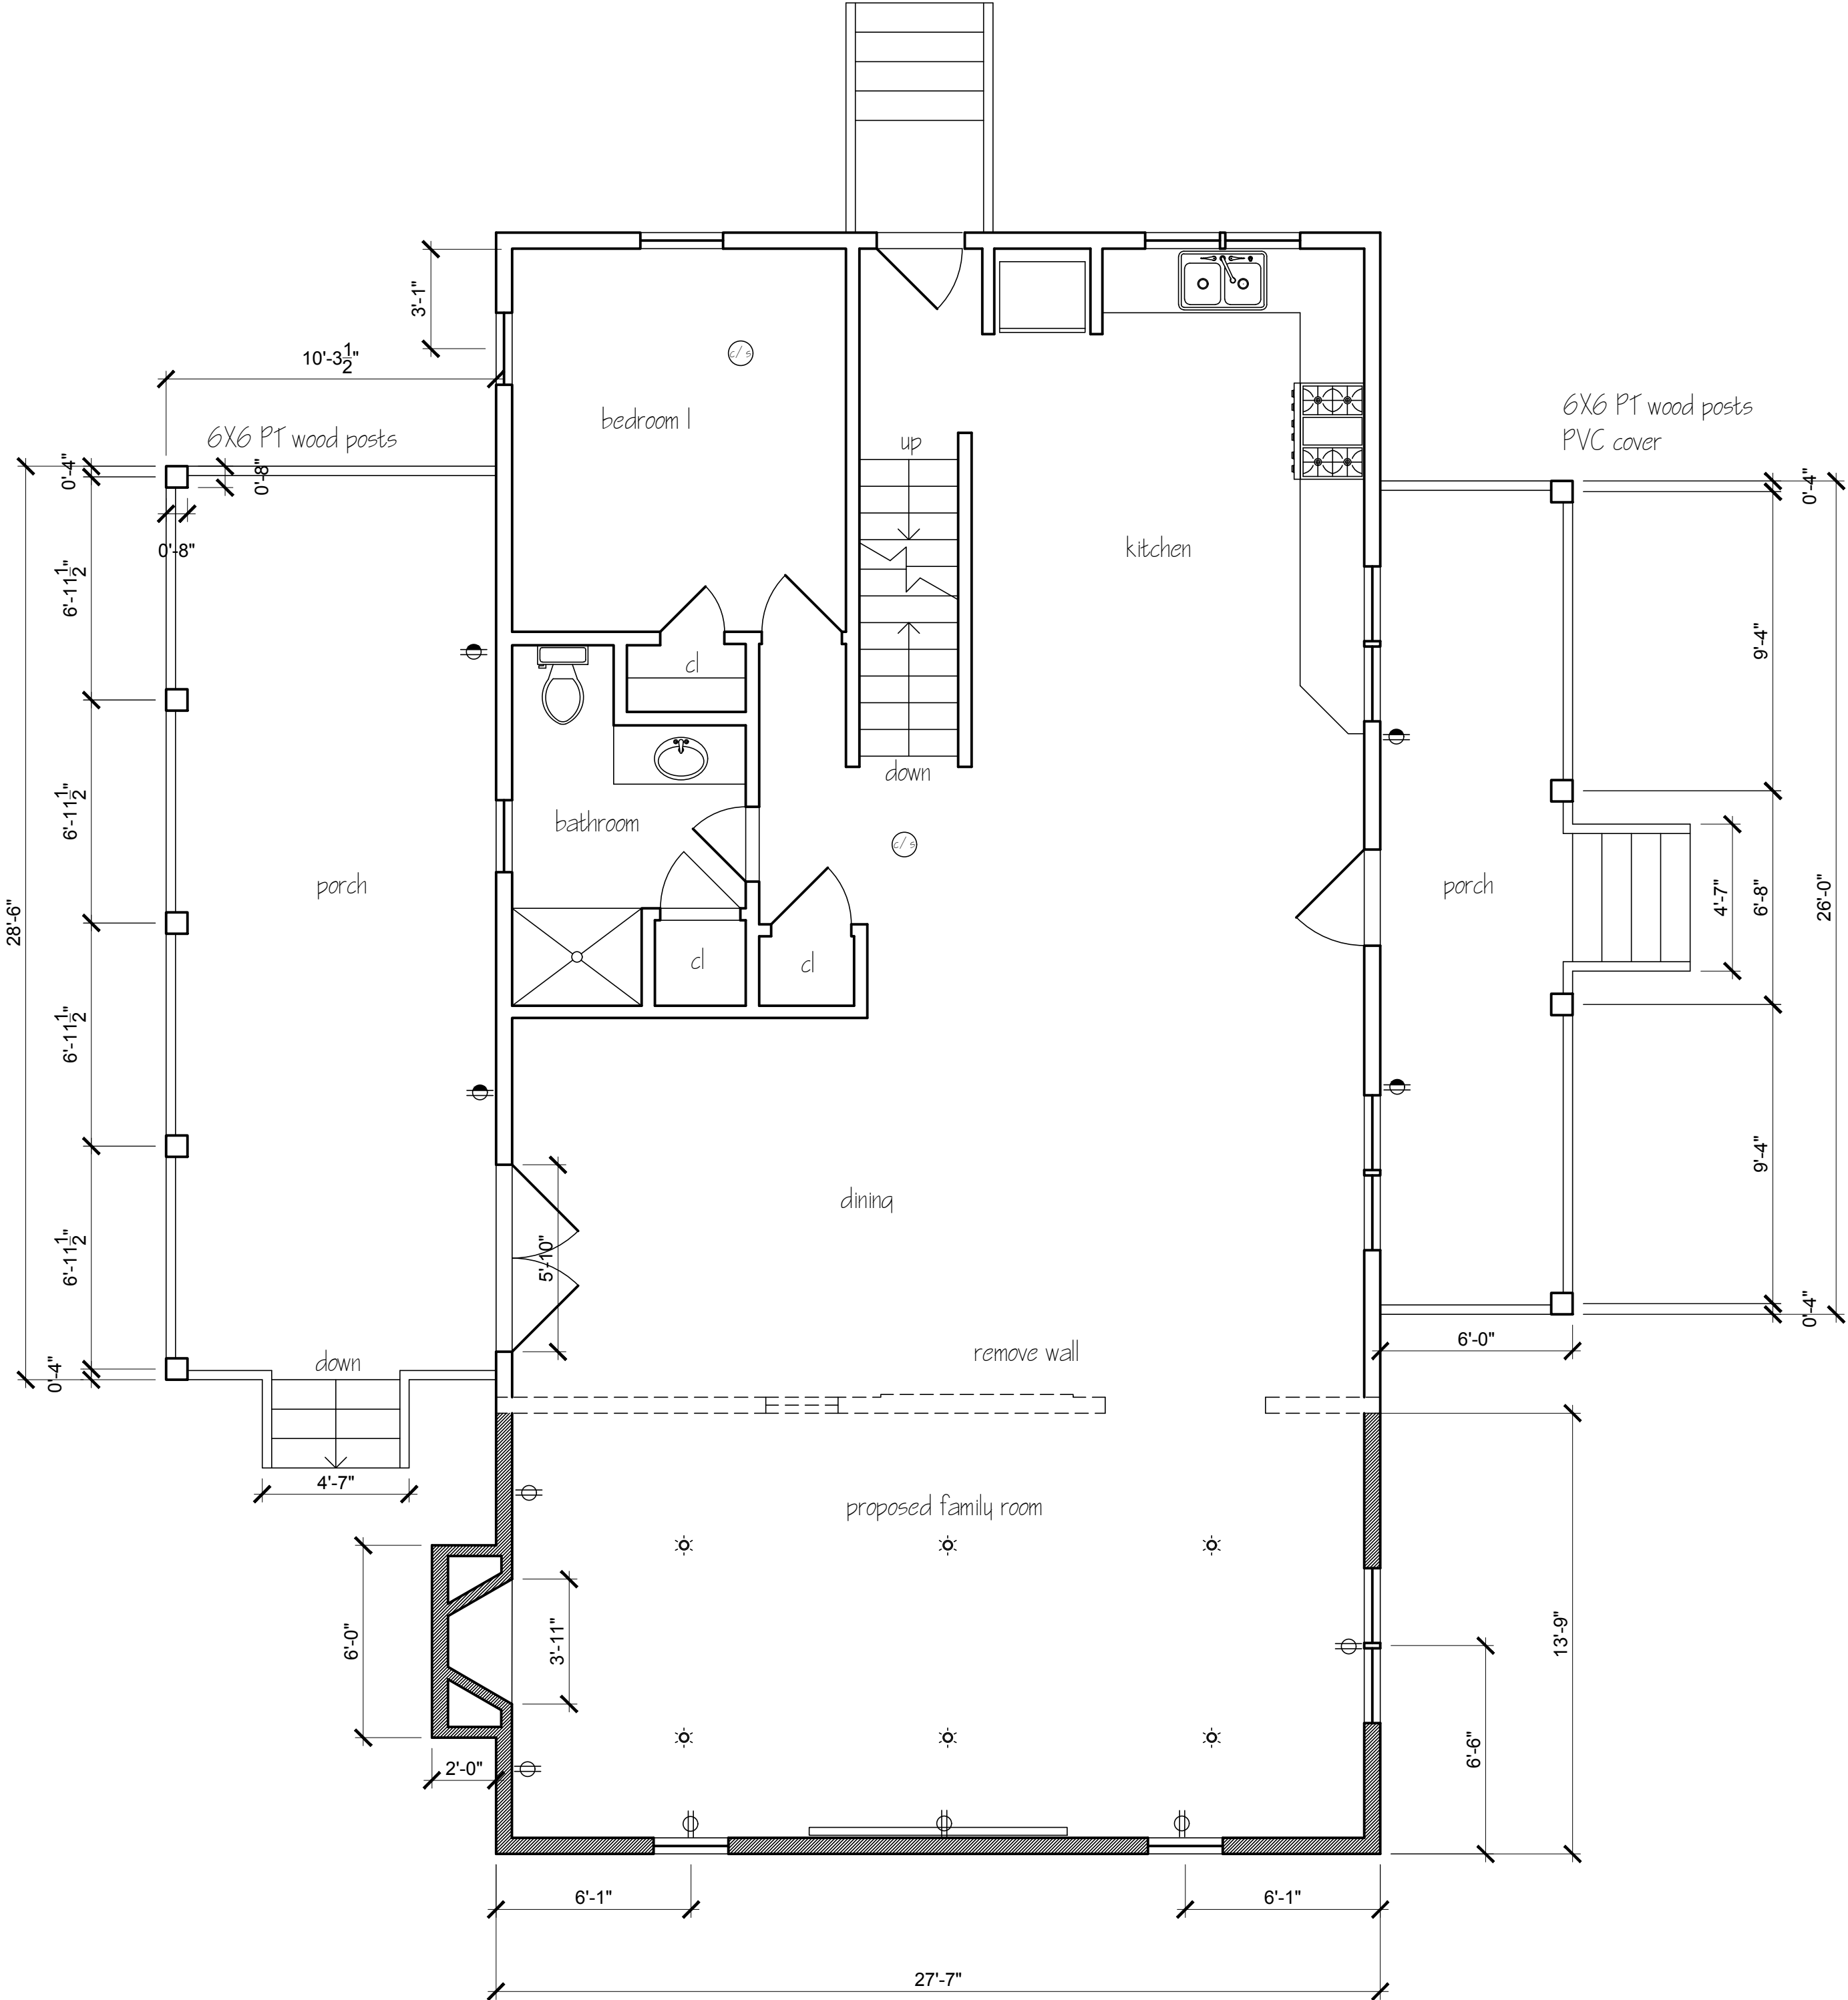 3'-1"
10'-3 1/2"
6X6 PT wood posts
bedroom 1
c/s
up
kitchen
6X6 PT wood posts
PVC cover
0'-4"
0'-8"
0'-8"
0'-4"
6'-11 1/2"
9'-4"
cl
down
6'-11 1/2"
bathroom
c/s
porch
28'-6"
porch
4'-7"
6'-8"
26'-0"
cl
cl
6'-11 1/2"
9'-4"
dining
6'-11 1/2"
5'-10"
0'-4"
6'-0"
remove wall
down
0'-4"
4'-7"
proposed family room
6'-0"
3'-11"
13'-9"
6'-6"
2'-0"
6'-1"
6'-1"
27'-7"